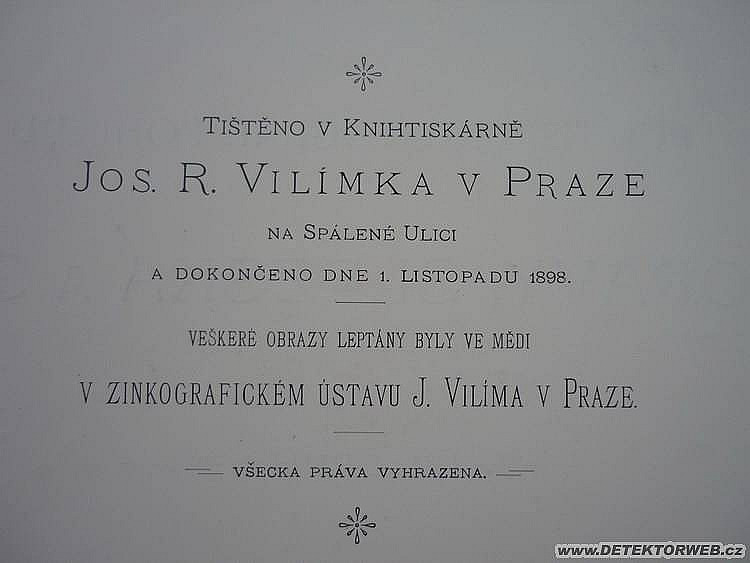 Tištěno v Knihtiskárně
Jos. R. Vilímka v Praze
na Spálené Ulici
a dokončeno dne 1. listopadu 1898.
Veškeré obrazy leptány byly ve mědi
v zinkografickém ústavu J. Vilíma v Praze.
Všecka práva vyhrazena.
www.DETEKTORWEB.cz